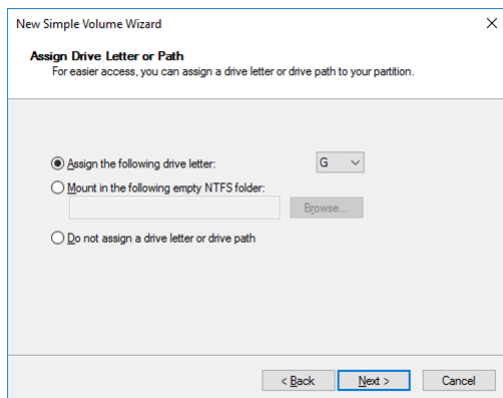 New Simple Volume Wizard
Assign Drive Letter or Path
For easier access, you can assign a drive letter or drive path to your partition.
Assign the following drive letter: G
Mount in the following empty NTFS folder:
Browse...
Do not assign a drive letter or drive path
< Back Next > Cancel